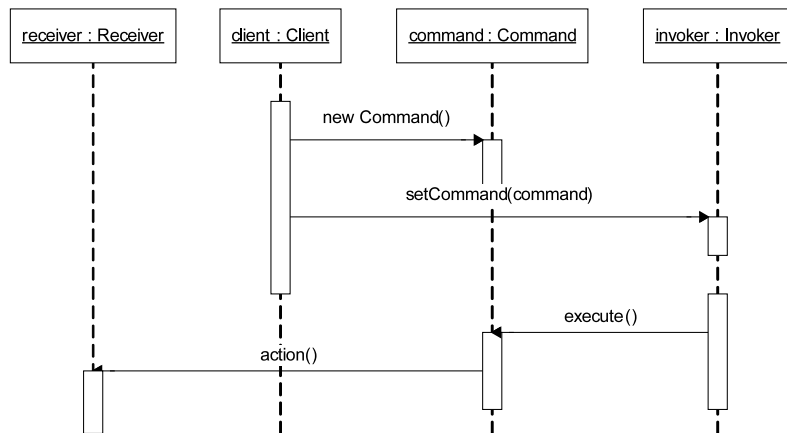 receiver : Receiver
client : Client
command : Command
invoker : Invoker
new Command()
setCommand(command)
execute()
action()